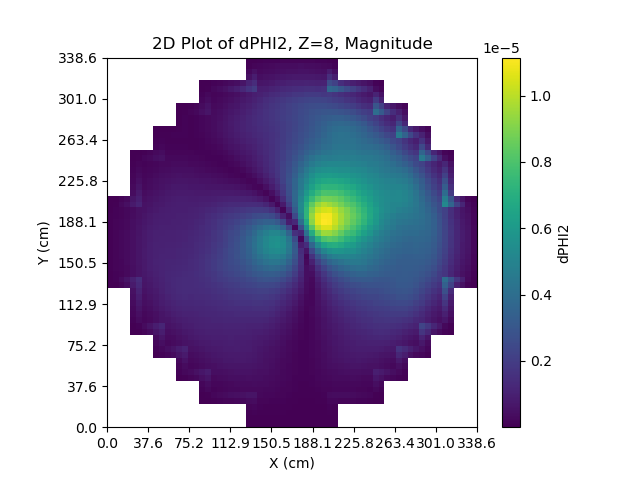 2D Plot of dPHI2, Z=8, Magnitude
1e−5
338.6
301.0
263.4
225.8
188.1
150.5
112.9
75.2
37.6
0.0
Y (cm)
0.0 37.6 75.2 112.9 150.5 188.1 225.8 263.4 301.0 338.6
X (cm)
1.0
0.8
0.6
0.4
0.2
dPHI2